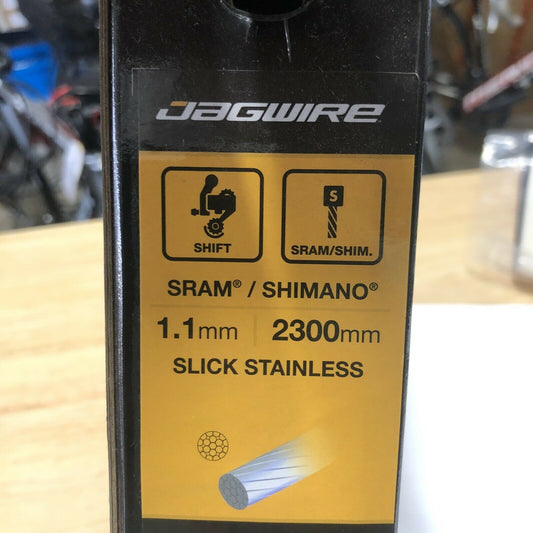 JAGWIRE
SHIFT
S
SRAM/SHIM.
SRAM® / SHIMANO®
1.1mm | 2300mm
SLICK STAINLESS